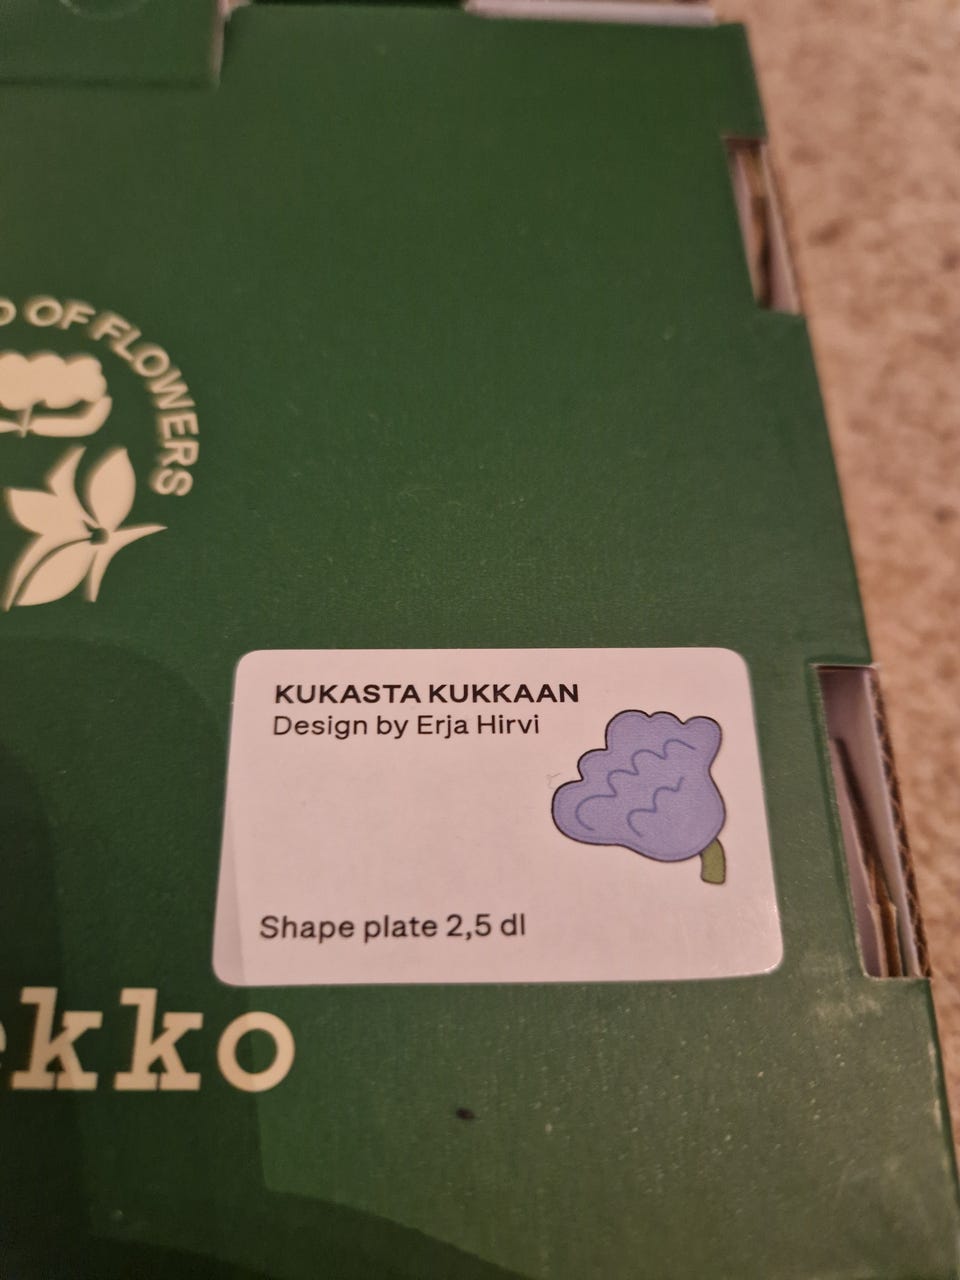 OF FLOWERS
KUKASTA KUKKAAN
Design by Erja Hirvi
Shape plate 2,5 dl
ekko